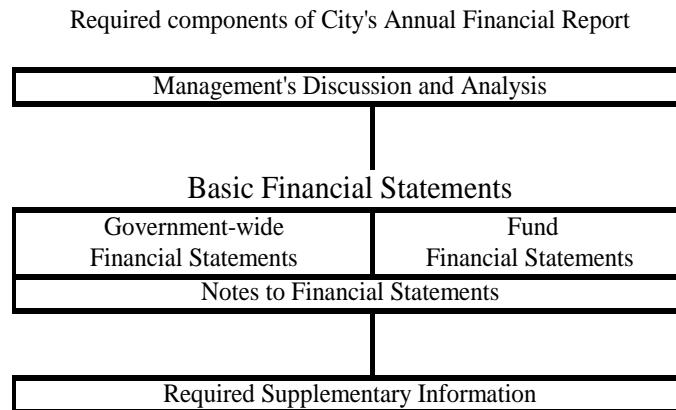 Required components of City's Annual Financial Report
Management's Discussion and Analysis
Basic Financial Statements
Government-wide
Financial Statements
Fund
Financial Statements
Notes to Financial Statements
Required Supplementary Information